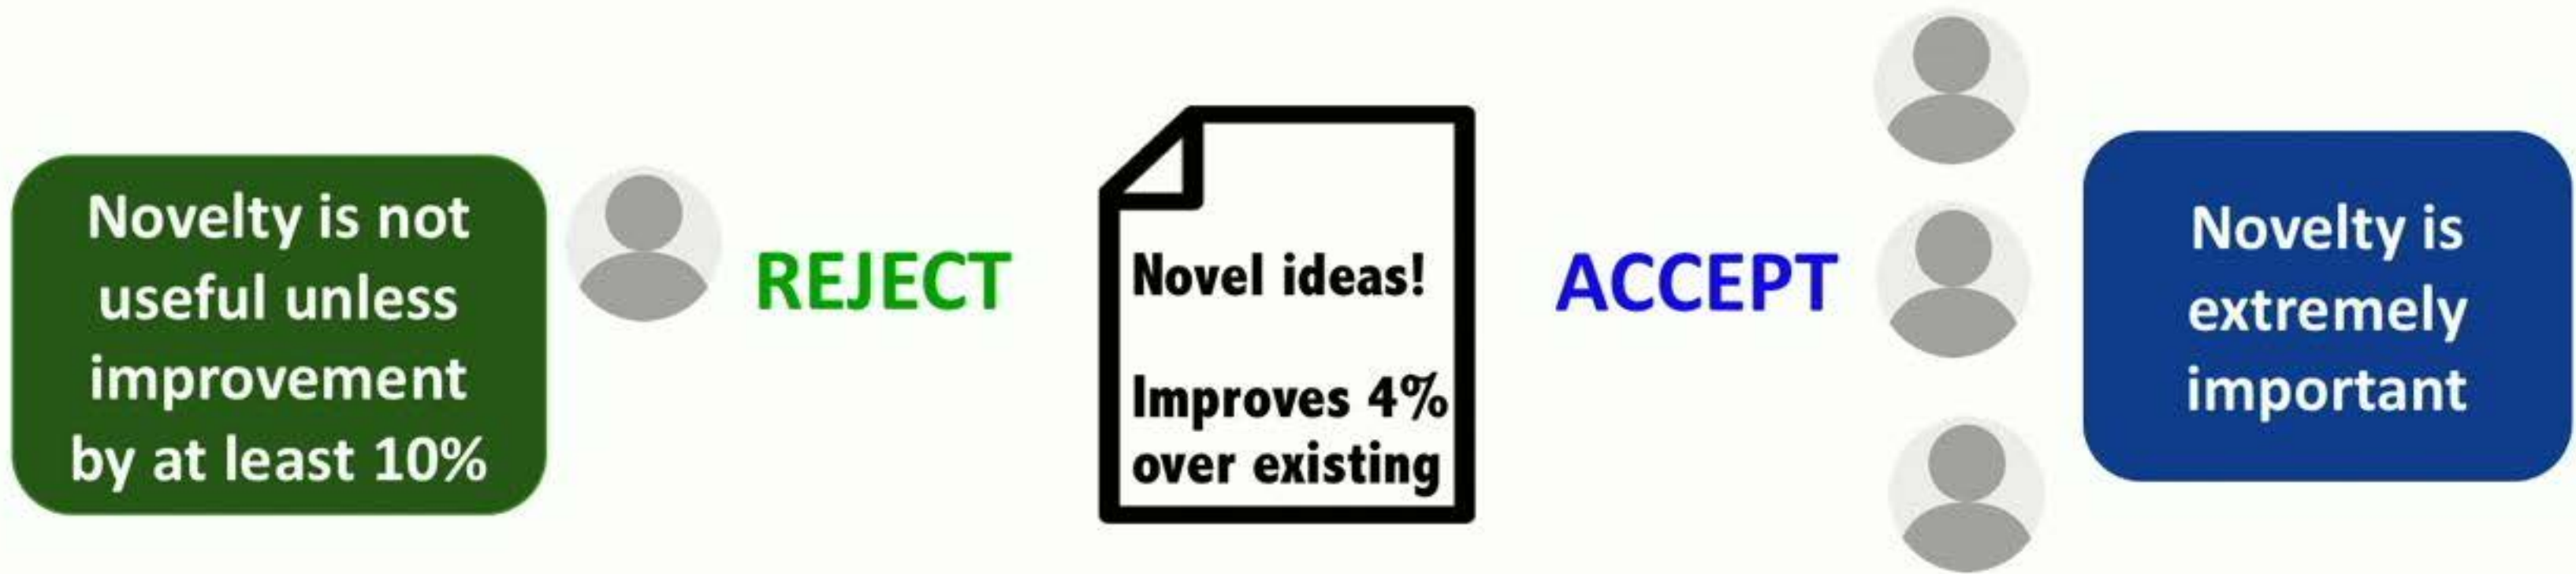 Novelty is not
useful unless
improvement
by at least 10%
REJECT
Novel ideas!
Improves 4%
over existing
ACCEPT
Novelty is
extremely
important